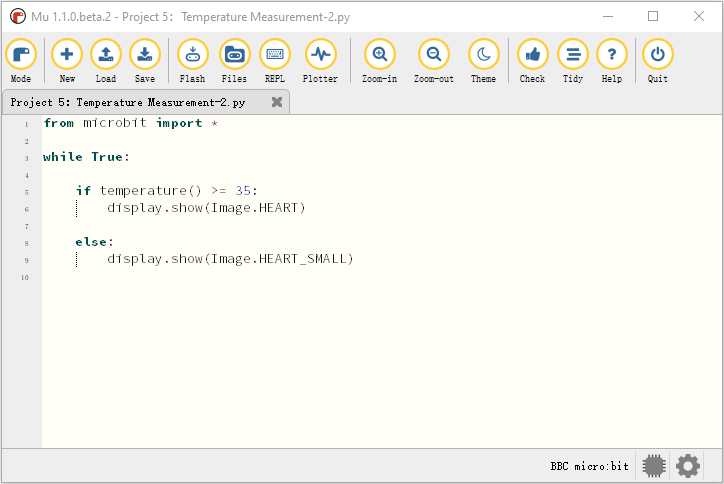 Mu 1.1.0.beta.2 - Project 5: Temperature Measurement-2.py
Mode New Load Save Flash Files REPL Plotter Zoom-in Zoom-out Theme Check Tidy Help Quit
Project 5: Temperature Measurement-2.py
1 from microbit import *
2
3 while True:
4
5 if temperature() >= 35:
6 display.show(Image.HEART)
7
8 else:
9 display.show(Image.HEART_SMALL)
10
BBC micro:bit